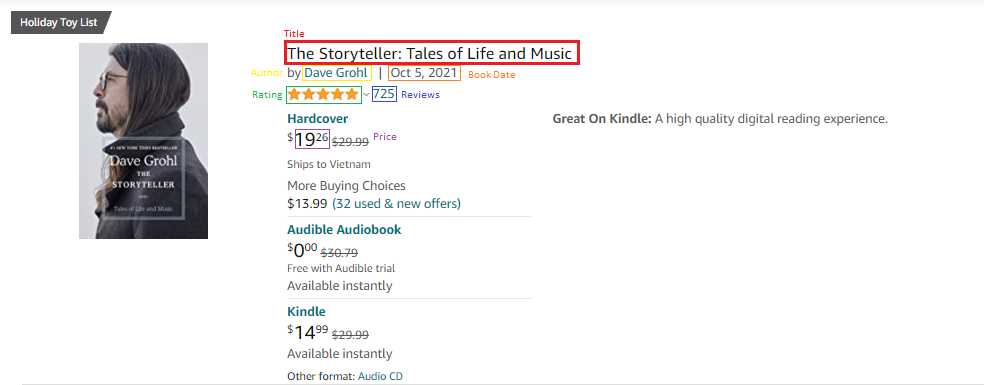 Holiday Toy List
Title
The Storyteller: Tales of Life and Music
Author by Dave Grohl | Oct 5, 2021 Book Date
Rating 725 Reviews
Hardcover
$19.26 $29.99 Price
Ships to Vietnam
More Buying Choices
$13.99 (32 used & new offers)
Audible Audiobook
$0.00 $30.79
Free with Audible trial
Available instantly
Kindle
$14.99 $29.99
Available instantly
Other format: Audio CD
Great On Kindle: A high quality digital reading experience.
#1 NEW YORK TIMES BESTSELLER
Dave Grohl
THE
STORYTELLER
Tales of Life and Music